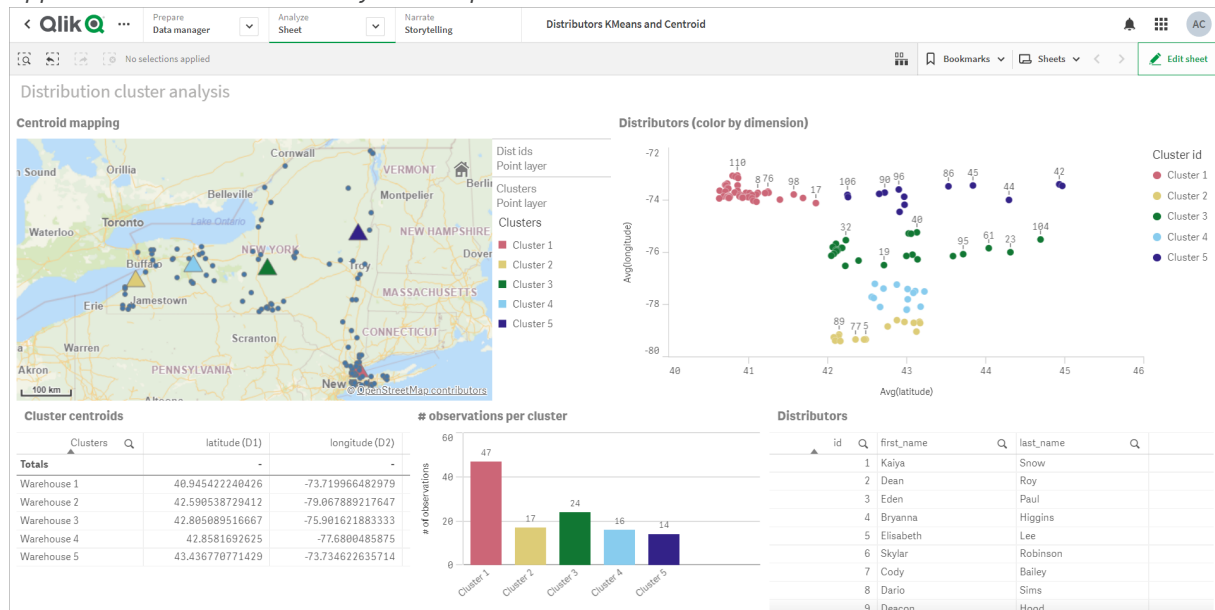 Qlik
Prepare
Data manager
Analyze
Sheet
Narrate
Storytelling
Distributors KMeans and Centroid
AC
No selections applied
Bookmarks
Sheets
Edit sheet
Distribution cluster analysis
Centroid mapping
Cornwall
n Sound
Orillia
VERMONT
Berlin
Belleville
Montpelier
Toronto
Lake Ontario
Waterloo
NEW HAMPSHIRE
NEW YORK
Dover
Buffalo
Troy
MASSACHUSETTS
Erie
Jamestown
CONNECTICUT
Scranton
Warren
Akron
PENNSYLVANIA
New
100 km
© OpenStreetMap contributors
Dist ids
Point layer
Clusters
Point layer
Clusters
Cluster 1
Cluster 2
Cluster 3
Cluster 4
Cluster 5
Distributors (color by dimension)
-72
-74
-76
-78
-80
Avg(longitude)
110
8 76
98
17
106
90 96
86
45
44
42
32
40
19
95
61
23
104
89
77 5
40
41
42
43
44
45
46
Avg(latitude)
Cluster id
Cluster 1
Cluster 2
Cluster 3
Cluster 4
Cluster 5
Cluster centroids
Clusters latitude (D1) longitude (D2)
Totals - -
Warehouse 1 40.945422240426 -73.719966482979
Warehouse 2 42.590538729412 -79.067889217647
Warehouse 3 42.805089516667 -75.901621883333
Warehouse 4 42.8581692625 -77.6800485875
Warehouse 5 43.436770771429 -73.734622635714
# observations per cluster
60
40
20
0
# of observations
47
17
24
16
14
Cluster 1
Cluster 2
Cluster 3
Cluster 4
Cluster 5
Distributors
id first_name last_name
1 Kaiya Snow
2 Dean Roy
3 Eden Paul
4 Bryanna Higgins
5 Elisabeth Lee
6 Skylar Robinson
7 Cody Bailey
8 Dario Sims
9 Deacon Hood